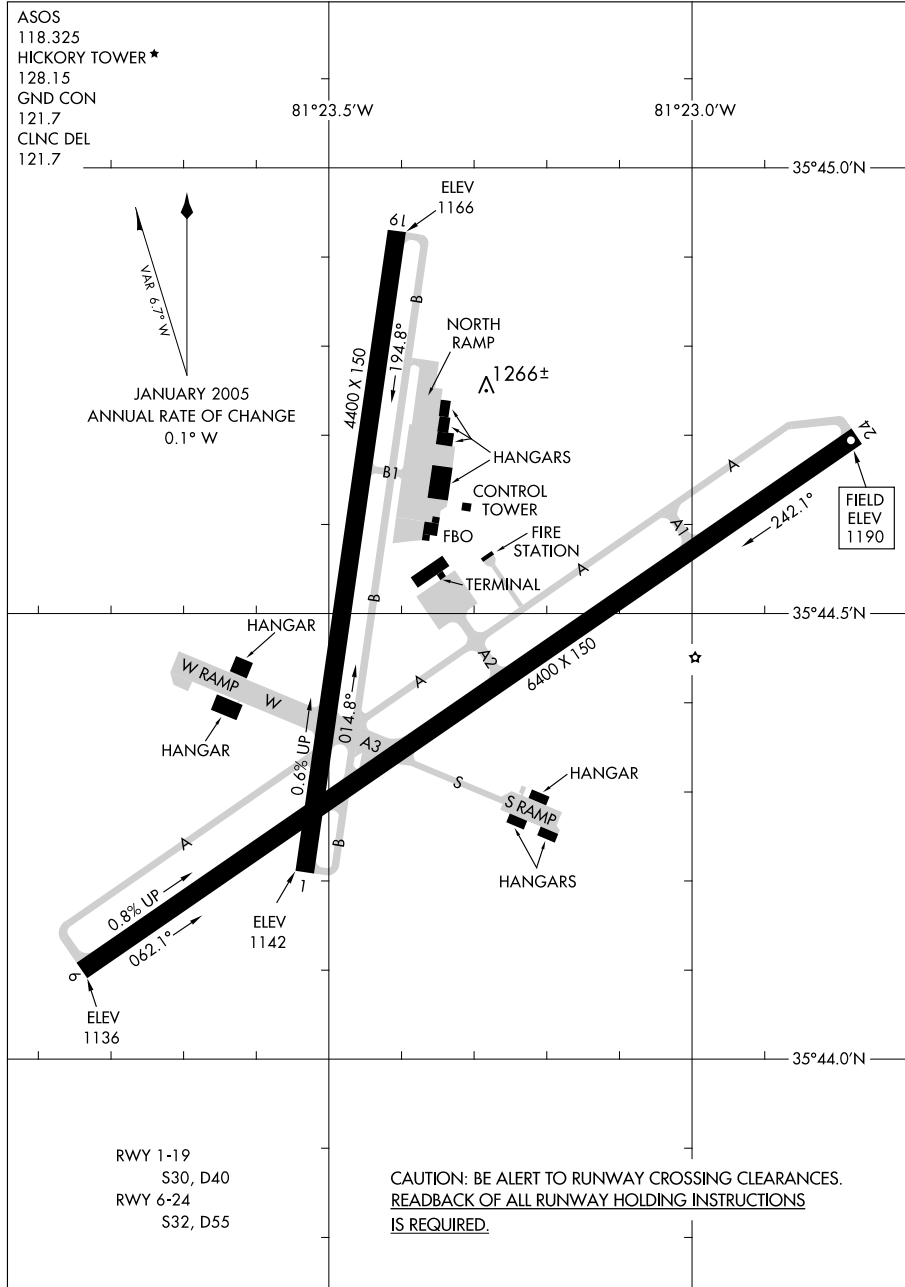 ASOS
118.325
HICKORY TOWER
128.15
GND CON
121.7
CLNC DEL
121.7
81°23.5'W
81°23.0'W
35°45.0'N
VAR 6.7° W
JANUARY 2005
ANNUAL RATE OF CHANGE
0.1° W
ELEV
1166
19
B
4400 X 150
194.8°
NORTH
RAMP
1266±
HANGARS
B1
CONTROL
TOWER
FBO
FIRE
STATION
TERMINAL
B
A
A1
A
24
242.1°
FIELD
ELEV
1190
35°44.5'N
HANGAR
W RAMP
W
HANGAR
0.6% UP
014.8°
A
A2
6400 X 150
A3
S
HANGAR
S RAMP
HANGARS
A
B
1
ELEV
1142
0.8% UP
062.1°
6
ELEV
1136
35°44.0'N
RWY 1-19
S30, D40
RWY 6-24
S32, D55
CAUTION: BE ALERT TO RUNWAY CROSSING CLEARANCES.
READBACK OF ALL RUNWAY HOLDING INSTRUCTIONS
IS REQUIRED.